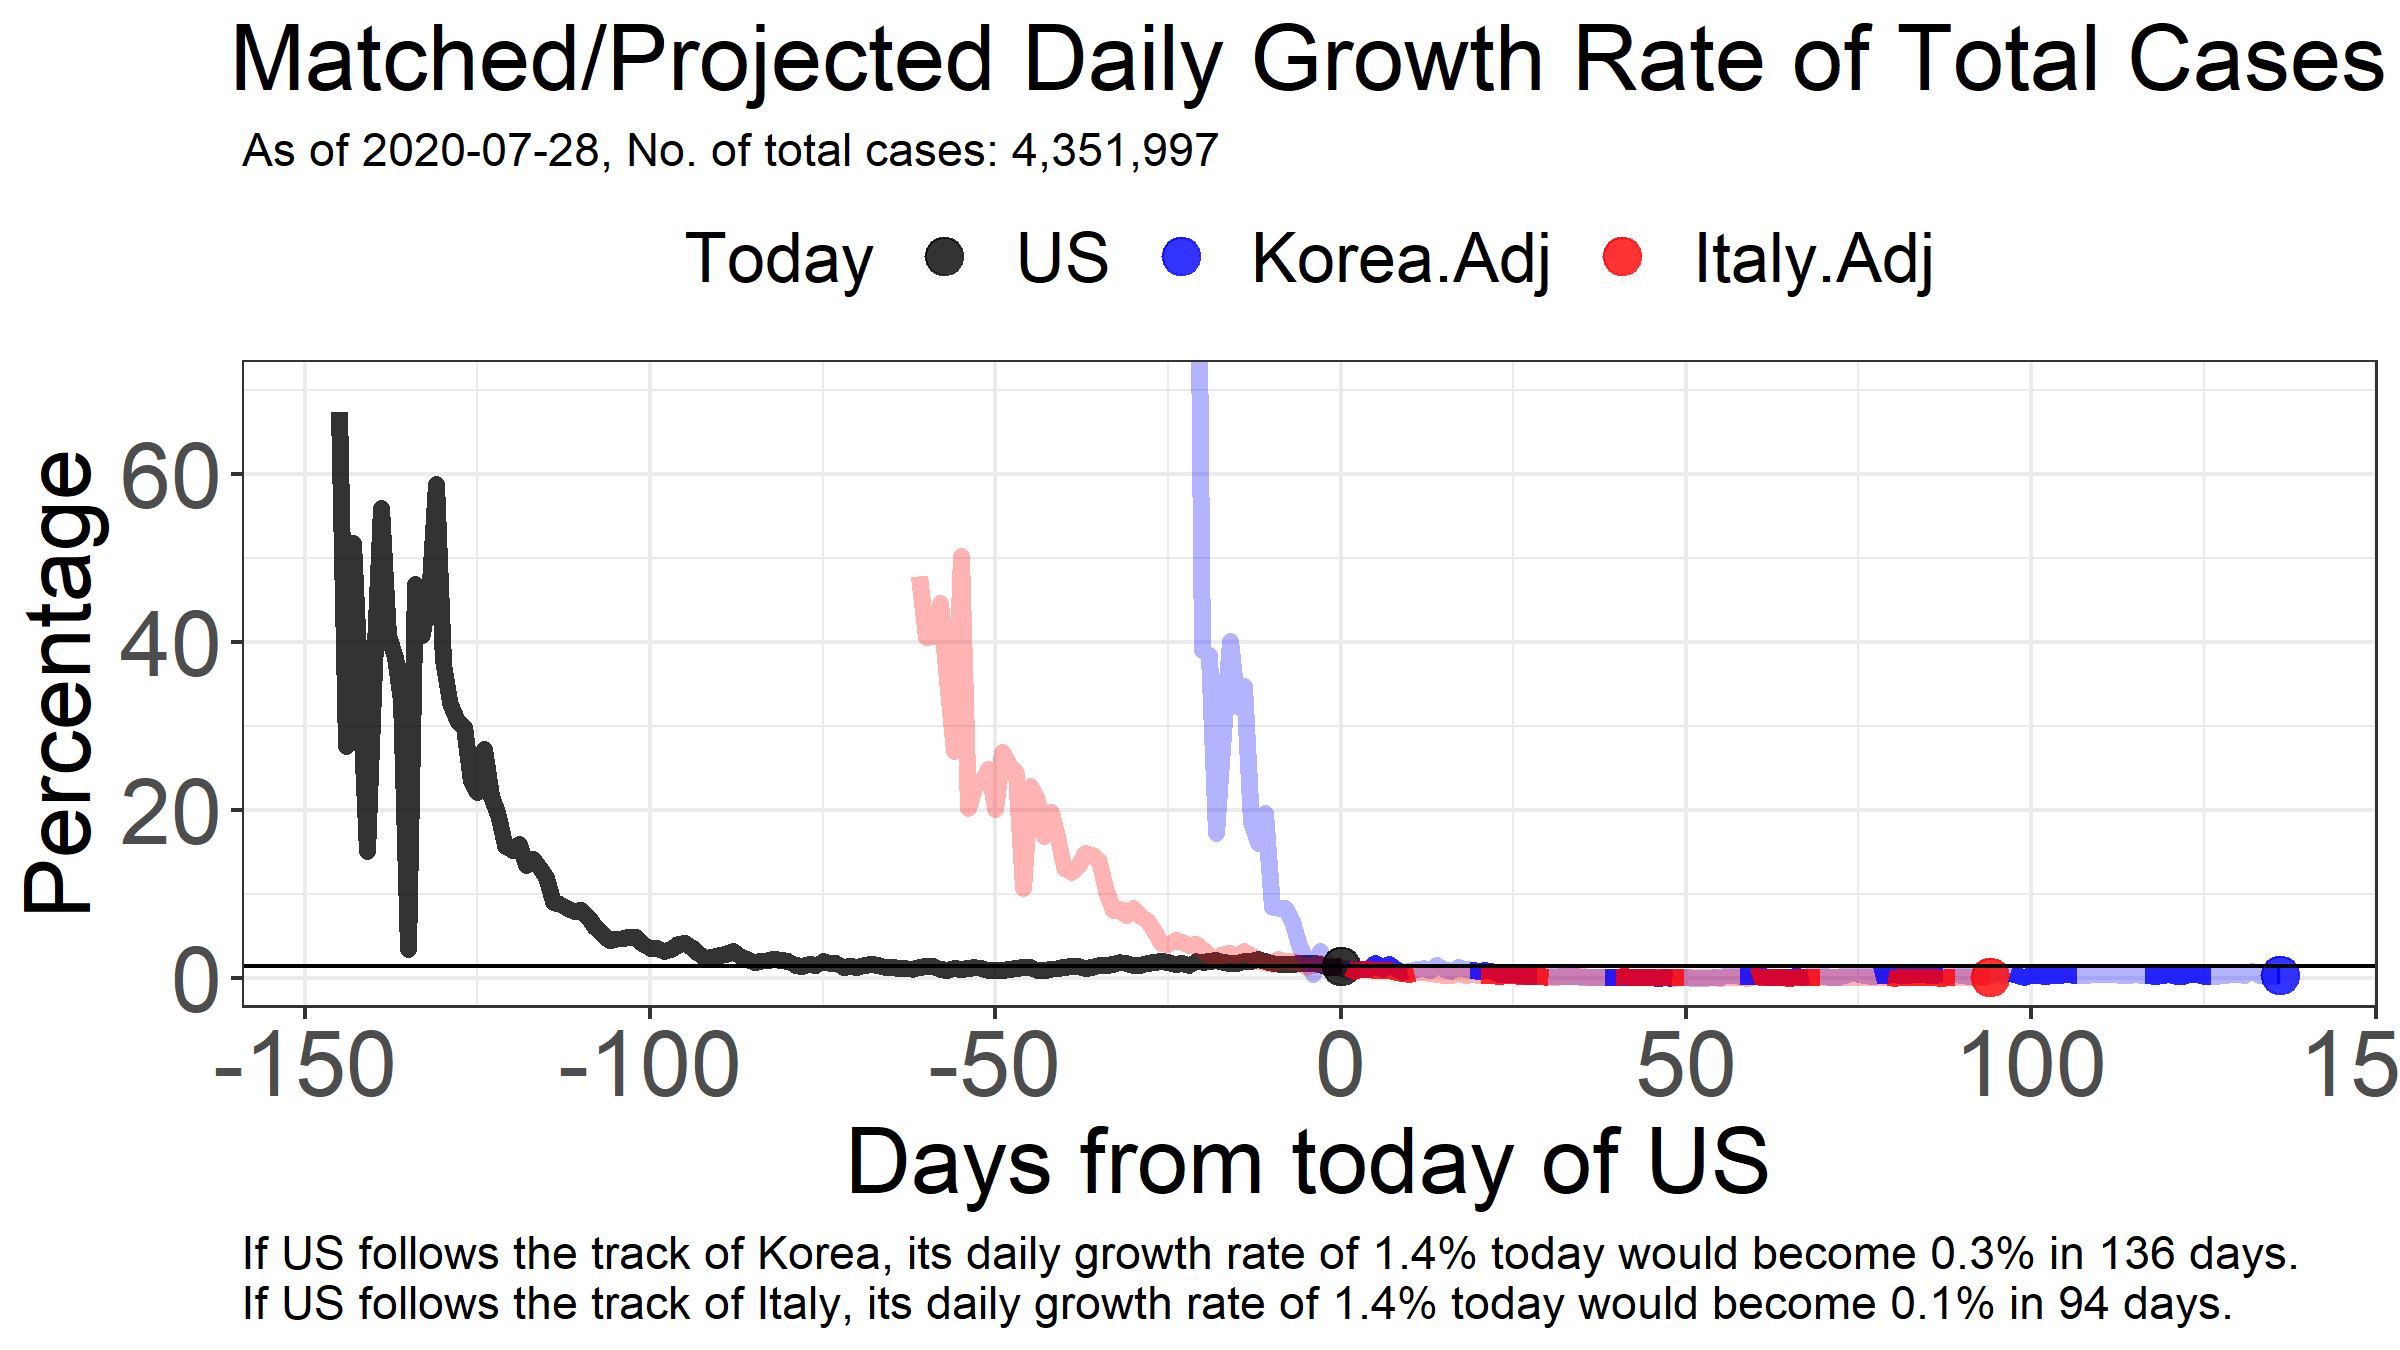 Matched/Projected Daily Growth Rate of Total Cases
As of 2020-07-28, No. of total cases: 4,351,997
Today US Korea.Adj Italy.Adj
Percentage
60
40
20
0
-150 -100 -50 0 50 100 15
Days from today of US
If US follows the track of Korea, its daily growth rate of 1.4% today would become 0.3% in 136 days.
If US follows the track of Italy, its daily growth rate of 1.4% today would become 0.1% in 94 days.